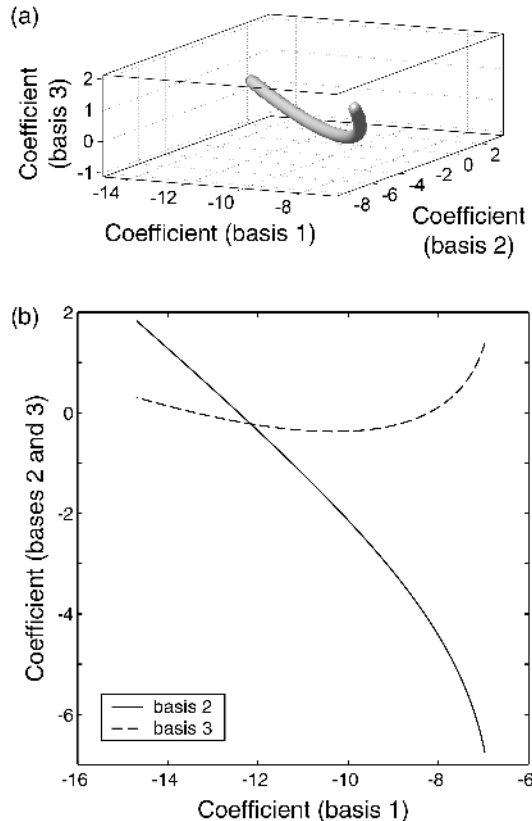 (a)
Coefficient
(basis 3)
2
1
0
-1
-14
-12
-10
-8
Coefficient (basis 1)
-8
-6
-4
-2
0
2
Coefficient
(basis 2)
(b)
Coefficient (bases 2 and 3)
2
0
-2
-4
-6
basis 2
basis 3
-16
-14
-12
-10
-8
-6
Coefficient (basis 1)